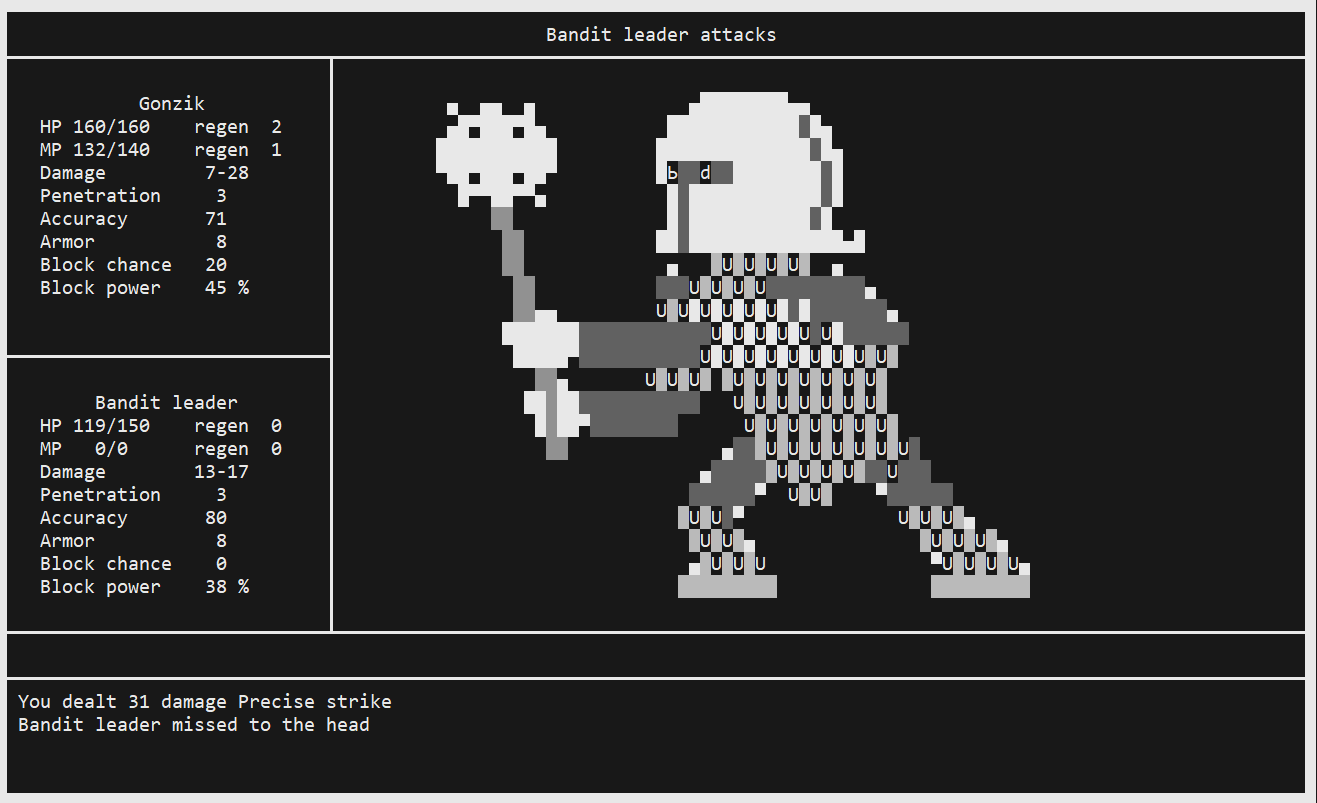 Bandit leader attacks
Gonzik
HP 160/160 regen 2
MP 132/140 regen 1
Damage 7-28
Penetration 3
Accuracy 71
Armor 8
Block chance 20
Block power 45 %
Bandit leader
HP 119/150 regen 0
MP 0/0 regen 0
Damage 13-17
Penetration 3
Accuracy 80
Armor 8
Block chance 0
Block power 38 %
You dealt 31 damage Precise strike
Bandit leader missed to the head